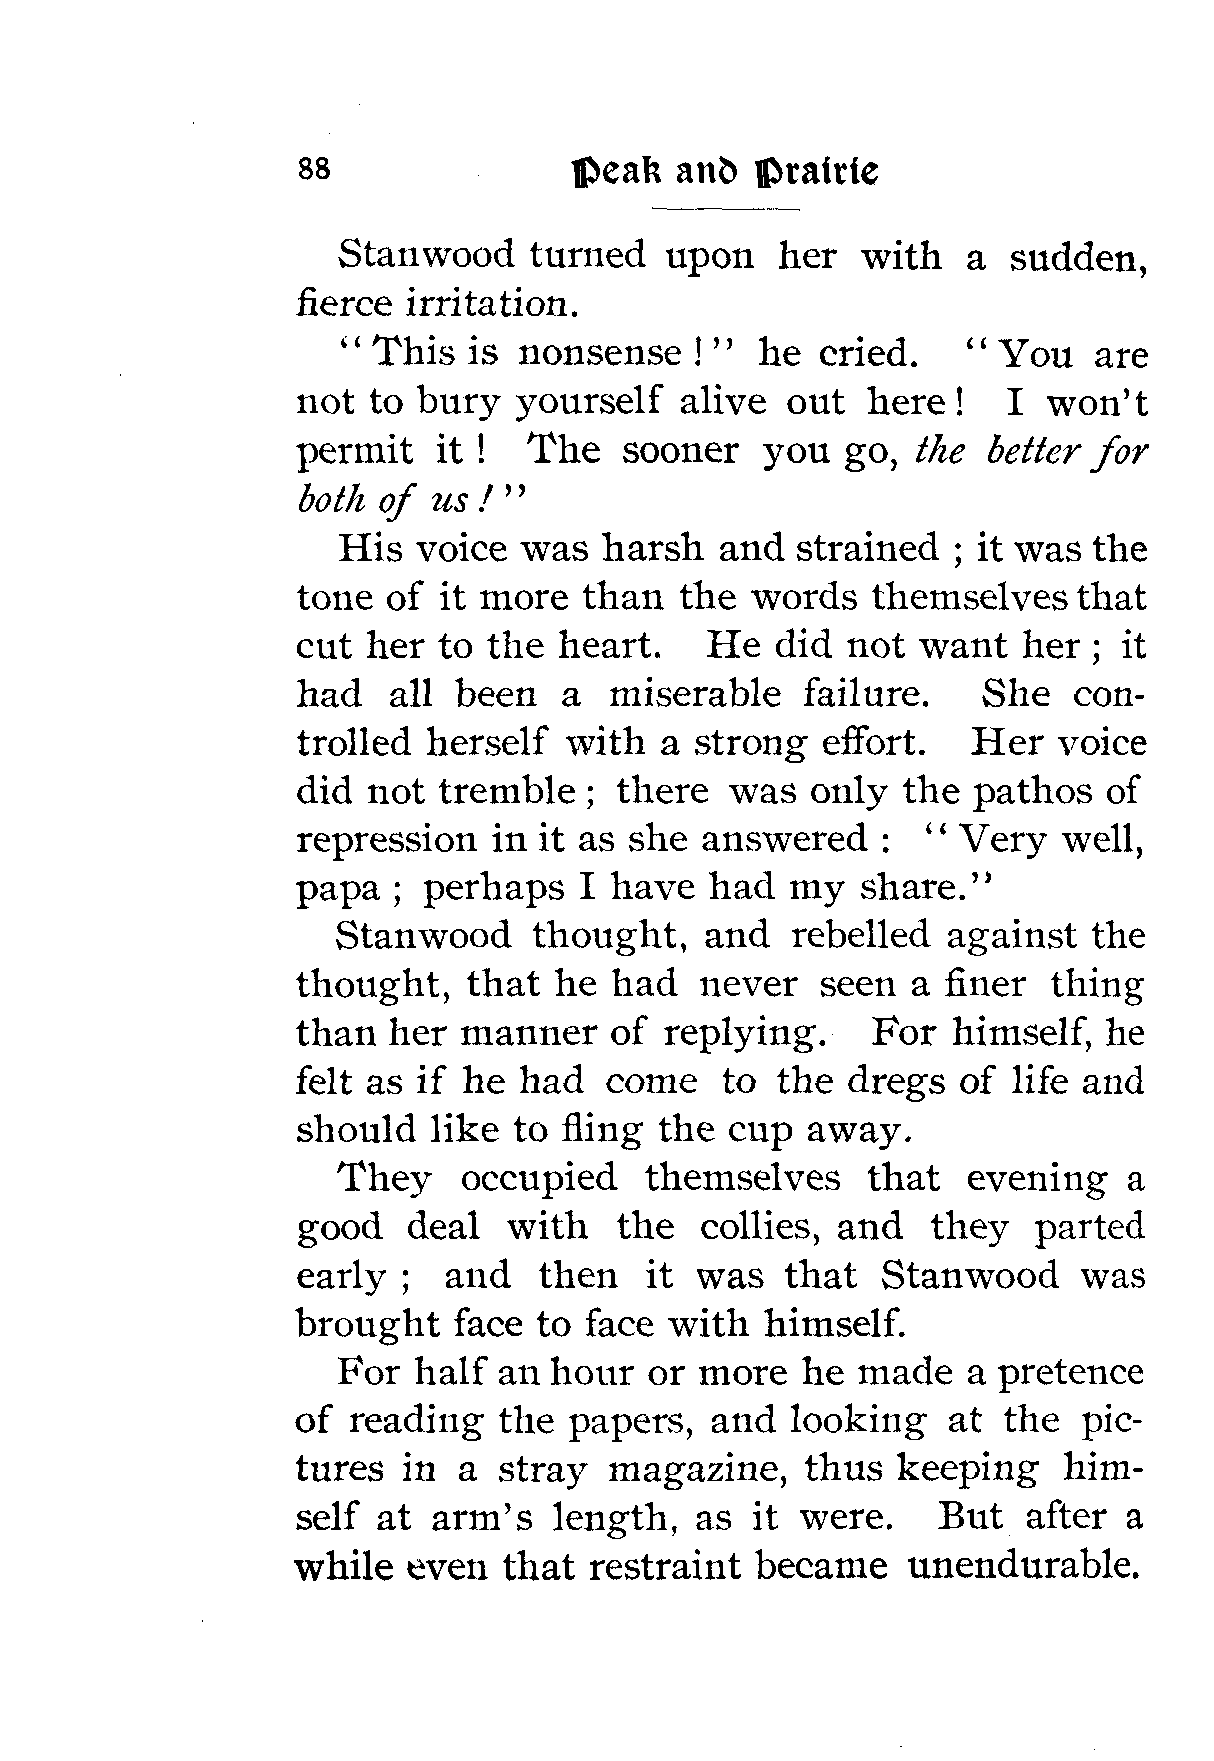 88 Peak and Prairie
Stanwood turned upon her with a sudden,
fierce irritation.
"This is nonsense!" he cried. "You are
not to bury yourself alive out here! I won't
permit it! The sooner you go, the better for
both of us!"
His voice was harsh and strained; it was the
tone of it more than the words themselves that
cut her to the heart. He did not want her; it
had all been a miserable failure. She con-
trolled herself with a strong effort. Her voice
did not tremble; there was only the pathos of
repression in it as she answered: "Very well,
papa; perhaps I have had my share."
Stanwood thought, and rebelled against the
thought, that he had never seen a finer thing
than her manner of replying. For himself, he
felt as if he had come to the dregs of life and
should like to fling the cup away.
They occupied themselves that evening a
good deal with the collies, and they parted
early; and then it was that Stanwood was
brought face to face with himself.
For half an hour or more he made a pretence
of reading the papers, and looking at the pic-
tures in a stray magazine, thus keeping him-
self at arm's length, as it were. But after a
while even that restraint became unendurable.